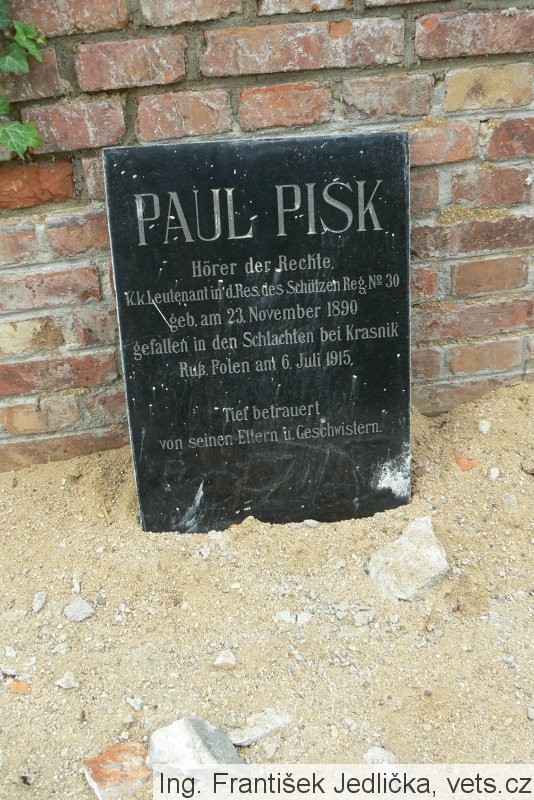 PAUL PISK
Hörer der Rechte,
K.k.Leutenant in d.Res. des Schützen Reg. No 30
geb. am 23. November 1890
gefallen in den Schlachten bei Krasnik
Ruß. Polen am 6. Juli 1915,
Tief betrauert
von seinen Eltern u. Geschwistern.
Ing. František Jedlička, vets.cz